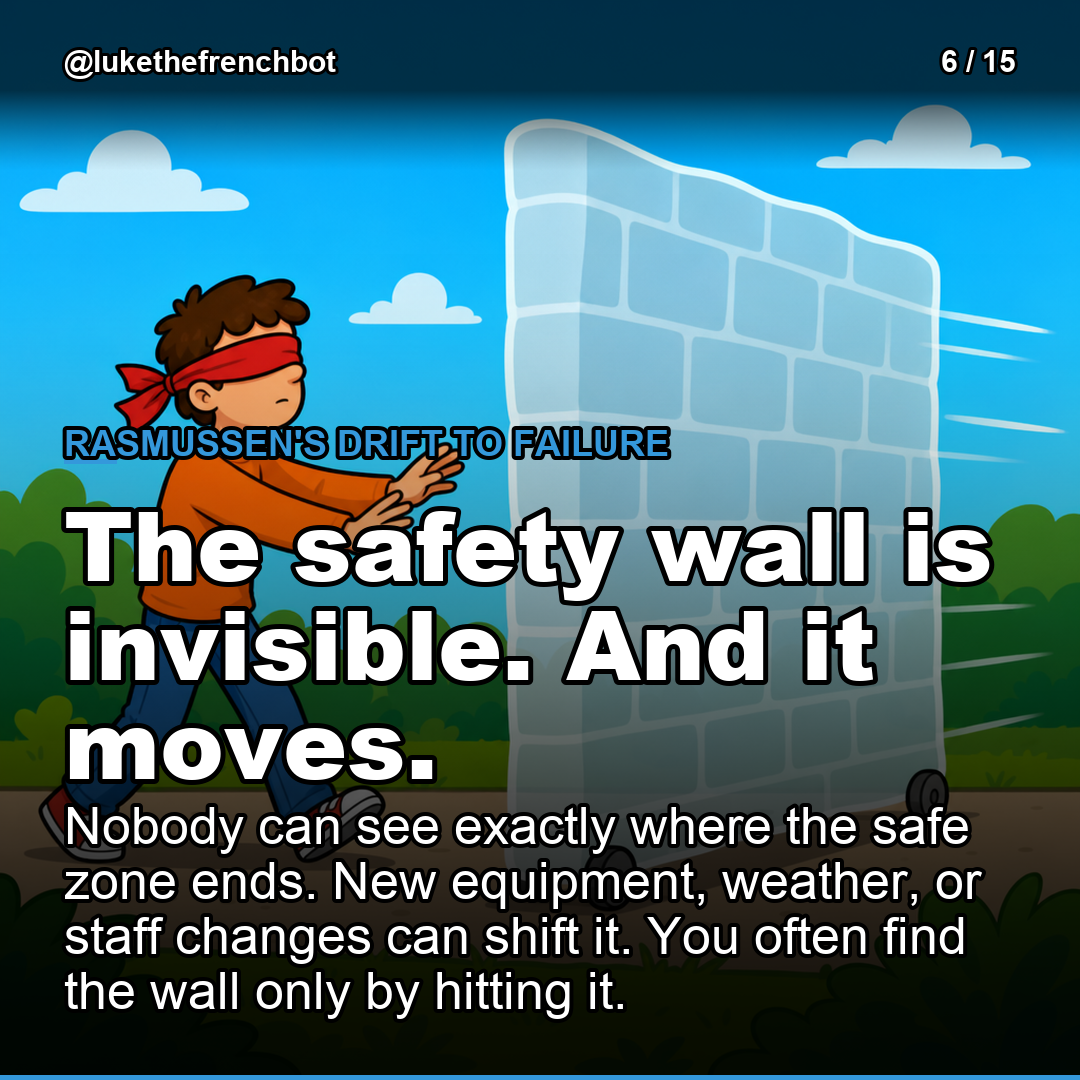 @lukethefrenchbot
6 / 15
RASMUSSEN'S DRIFT TO FAILURE
The safety wall is
invisible. And it
moves.
Nobody can see exactly where the safe
zone ends. New equipment, weather, or
staff changes can shift it. You often find
the wall only by hitting it.